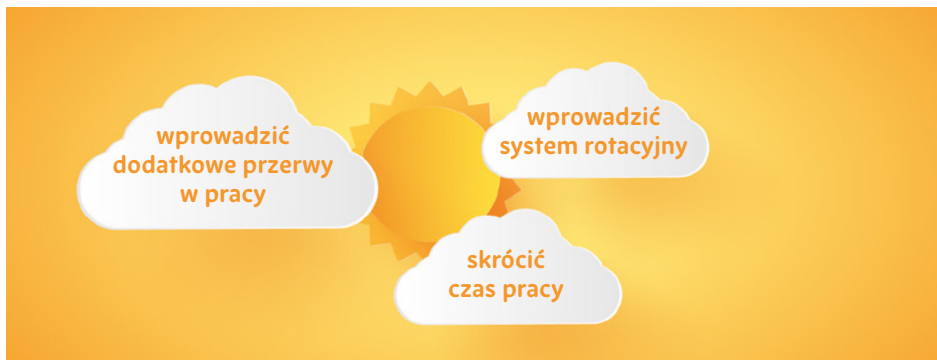 wprowadzić
dodatkowe przerwy
w pracy
wprowadzić
system rotacyjny
skrócić
czas pracy